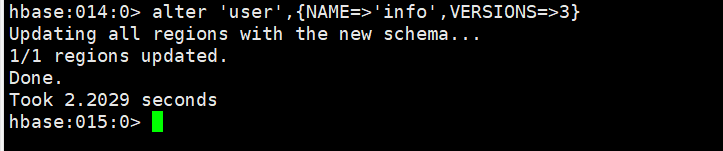 hbase:014:0> alter 'user',{NAME=>'info',VERSIONS=>3}
Updating all regions with the new schema...
1/1 regions updated.
Done.
Took 2.2029 seconds
hbase:015:0>